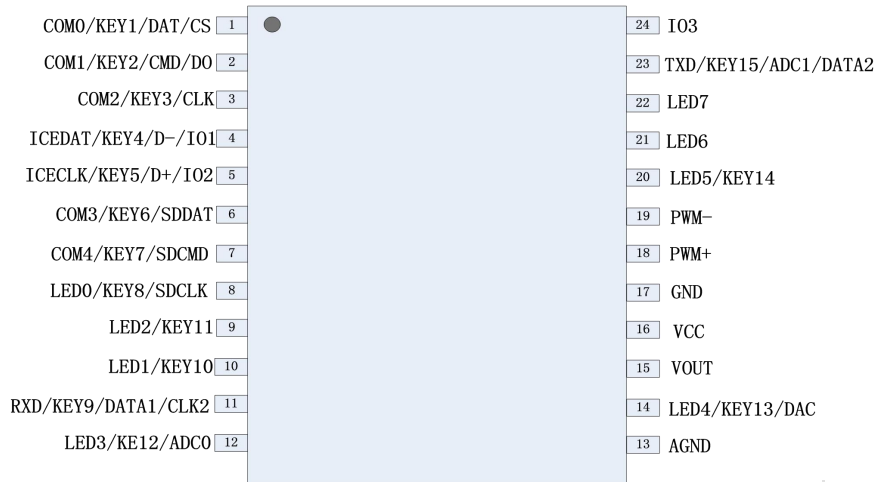 COM0/KEY1/DAT/CS 1
24 IO3
COM1/KEY2/CMD/DO 2
23 TXD/KEY15/ADC1/DATA2
COM2/KEY3/CLK 3
22 LED7
ICEDAT/KEY4/D-/IO1 4
21 LED6
ICECLK/KEY5/D+/IO2 5
20 LED5/KEY14
COM3/KEY6/SDDAT 6
19 PWM-
COM4/KEY7/SDCMD 7
18 PWM+
LED0/KEY8/SDCLK 8
17 GND
LED2/KEY11 9
16 VCC
LED1/KEY10 10
15 VOUT
RXD/KEY9/DATA1/CLK2 11
14 LED4/KEY13/DAC
LED3/KE12/ADC0 12
13 AGND